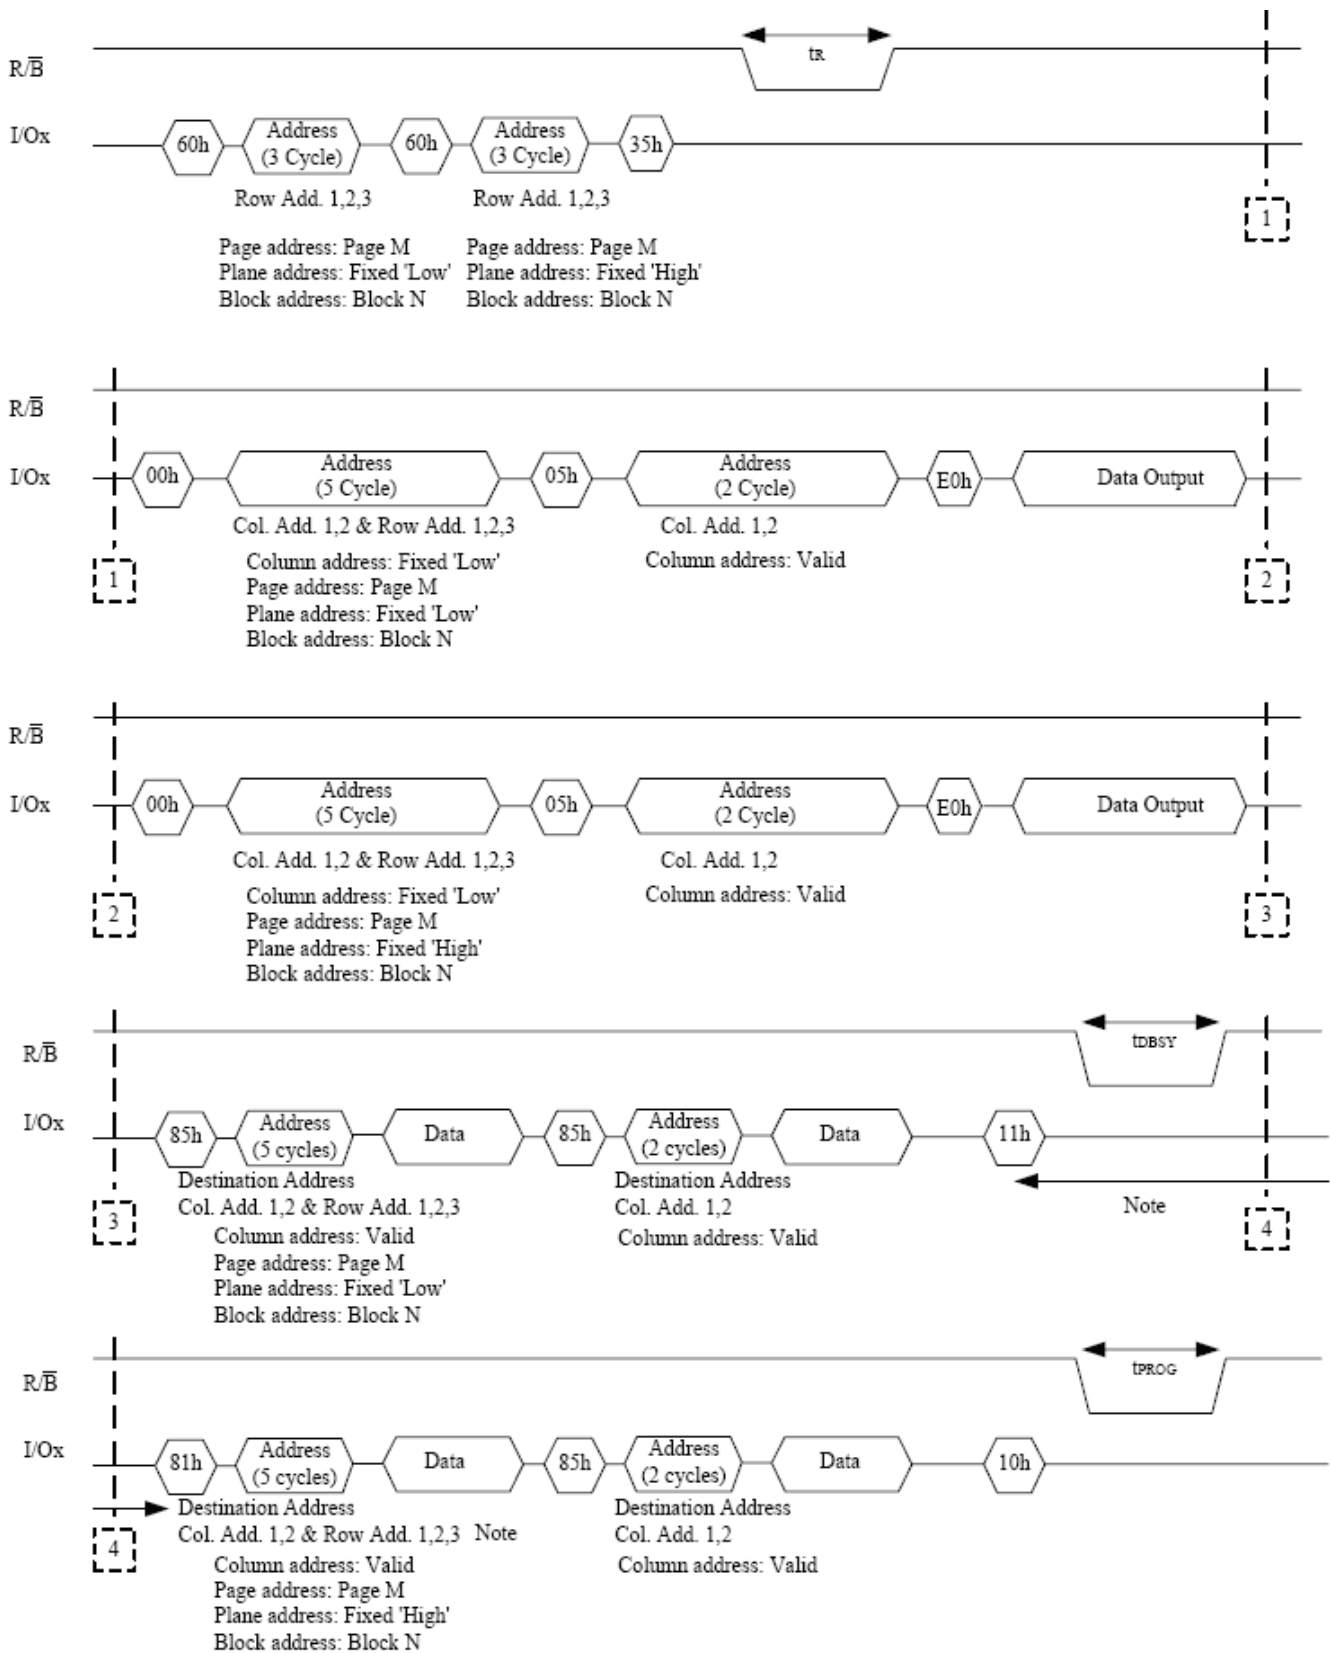 R/B̅
tR
I/Ox
60h
Address
(3 Cycle)
60h
Address
(3 Cycle)
35h
Row Add. 1,2,3
Row Add. 1,2,3
1
Page address: Page M
Plane address: Fixed 'Low'
Block address: Block N
Page address: Page M
Plane address: Fixed 'High'
Block address: Block N
R/B̅
I/Ox
00h
Address
(5 Cycle)
05h
Address
(2 Cycle)
E0h
Data Output
Col. Add. 1,2 & Row Add. 1,2,3
Col. Add. 1,2
Column address: Fixed 'Low'
Page address: Page M
Plane address: Fixed 'Low'
Block address: Block N
Column address: Valid
1
2
R/B̅
I/Ox
00h
Address
(5 Cycle)
05h
Address
(2 Cycle)
E0h
Data Output
Col. Add. 1,2 & Row Add. 1,2,3
Col. Add. 1,2
Column address: Fixed 'Low'
Page address: Page M
Plane address: Fixed 'High'
Block address: Block N
Column address: Valid
2
3
R/B̅
tDBSY
I/Ox
85h
Address
(5 cycles)
Data
85h
Address
(2 cycles)
Data
11h
Destination Address
Col. Add. 1,2 & Row Add. 1,2,3
Column address: Valid
Page address: Page M
Plane address: Fixed 'Low'
Block address: Block N
Destination Address
Col. Add. 1,2
Column address: Valid
Note
3
4
R/B̅
tPROG
I/Ox
81h
Address
(5 cycles)
Data
85h
Address
(2 cycles)
Data
10h
Destination Address
Col. Add. 1,2 & Row Add. 1,2,3
Note
Column address: Valid
Page address: Page M
Plane address: Fixed 'High'
Block address: Block N
Destination Address
Col. Add. 1,2
Column address: Valid
4